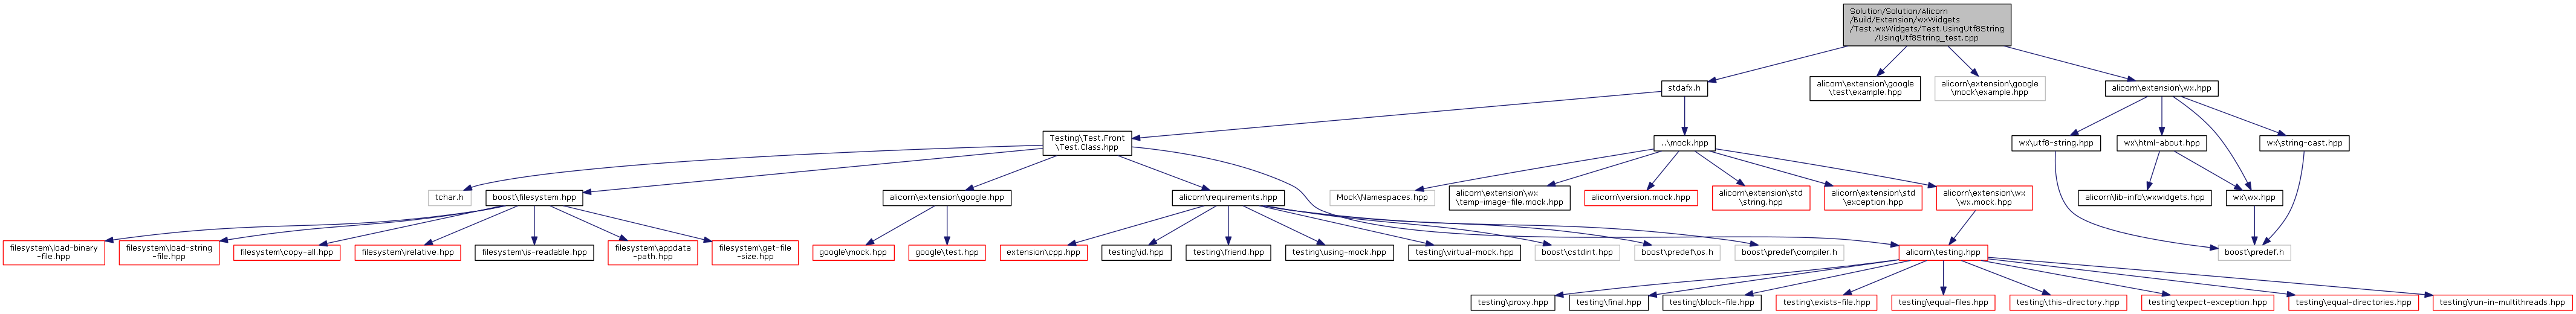 Solution/Solution/Alicorn
/Build/Extension/wxWidgets
/Test.wxWidgets/Test.UsingUtf8String
/UsingUtf8String_test.cpp
stdafx.h
alicorn\extension\google
\test\example.hpp
alicorn\extension\google
\mock\example.hpp
alicorn\extension\wx.hpp
Testing\Test.Front
\Test.Class.hpp
..\mock.hpp
wx\utf8-string.hpp
wx\html-about.hpp
wx\string-cast.hpp
tchar.h
boost\filesystem.hpp
alicorn\extension\google.hpp
alicorn\requirements.hpp
Mock\Namespaces.hpp
alicorn\extension\wx
\temp-image-file.mock.hpp
alicorn\version.mock.hpp
alicorn\extension\std
\string.hpp
alicorn\extension\std
\exception.hpp
alicorn\extension\wx
\wx.mock.hpp
alicorn\lib-info\wxwidgets.hpp
wx\wx.hpp
filesystem\load-binary
-file.hpp
filesystem\load-string
-file.hpp
filesystem\copy-all.hpp
filesystem\irelative.hpp
filesystem\is-readable.hpp
filesystem\appdata
-path.hpp
filesystem\get-file
-size.hpp
google\mock.hpp
google\test.hpp
extension\cpp.hpp
testing\id.hpp
testing\friend.hpp
testing\using-mock.hpp
testing\virtual-mock.hpp
boost\cstdint.hpp
boost\predef\os.h
boost\predef\compiler.h
alicorn\testing.hpp
boost\predef.h
testing\proxy.hpp
testing\final.hpp
testing\block-file.hpp
testing\exists-file.hpp
testing\equal-files.hpp
testing\this-directory.hpp
testing\expect-exception.hpp
testing\equal-directories.hpp
testing\run-in-multithreads.hpp